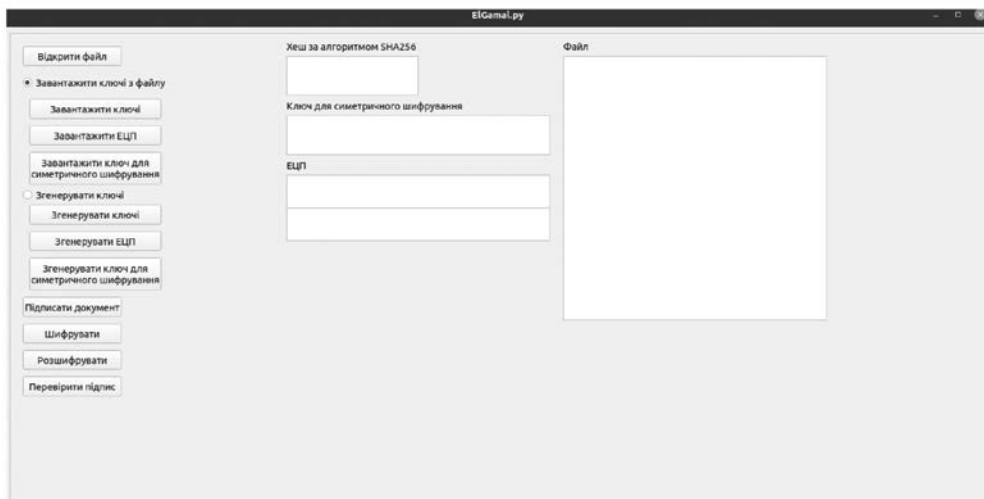 ElGamal.py
Відкрити файл
Завантажити ключі з файлу
Завантажити ключі
Завантажити ЕЦП
Завантажити ключ для
симетричного шифрування
Згенерувати ключі
Згенерувати ключі
Згенерувати ЕЦП
Згенерувати ключ для
симетричного шифрування
Підписати документ
Шифрувати
Розшифрувати
Перевірити підпис
Хеш за алгоритмом SHA256
Ключ для симетричного шифрування
ЕЦП
Файл